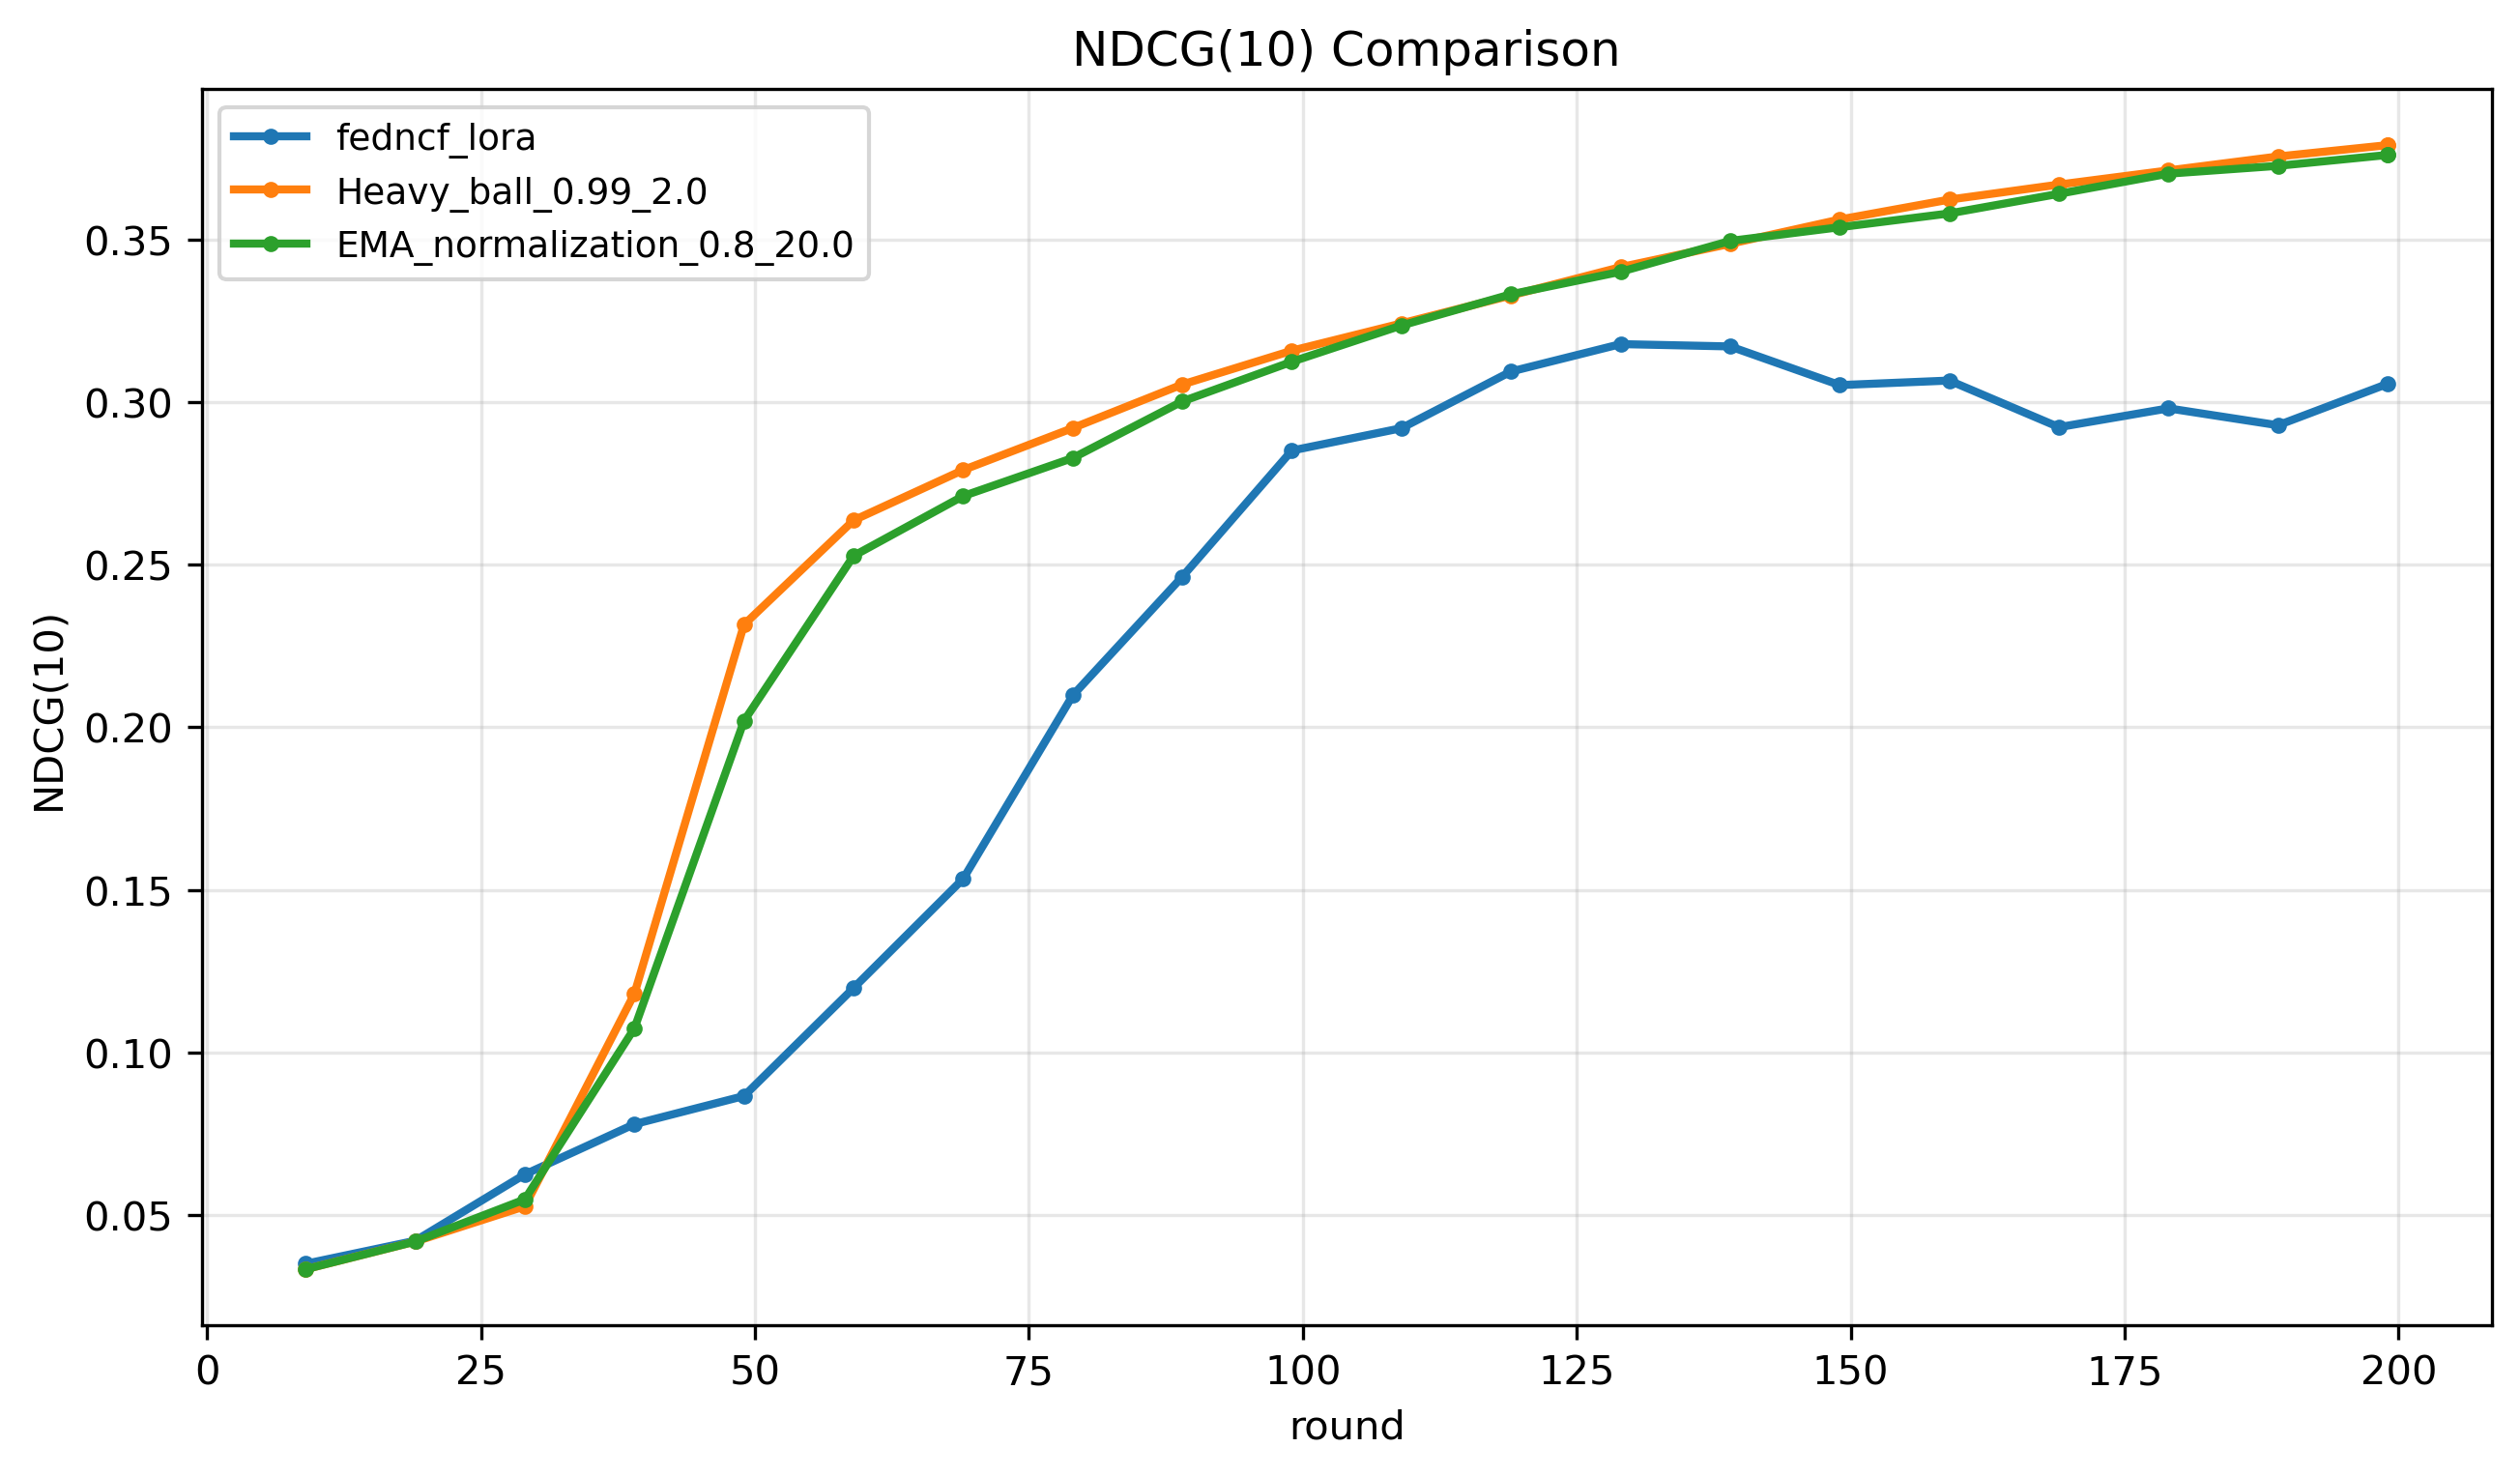 NDCG(10) Comparison
fedncf_lora
Heavy_ball_0.99_2.0
EMA_normalization_0.8_20.0
NDCG(10)
0.35
0.30
0.25
0.20
0.15
0.10
0.05
0 25 50 75 100 125 150 175 200
round